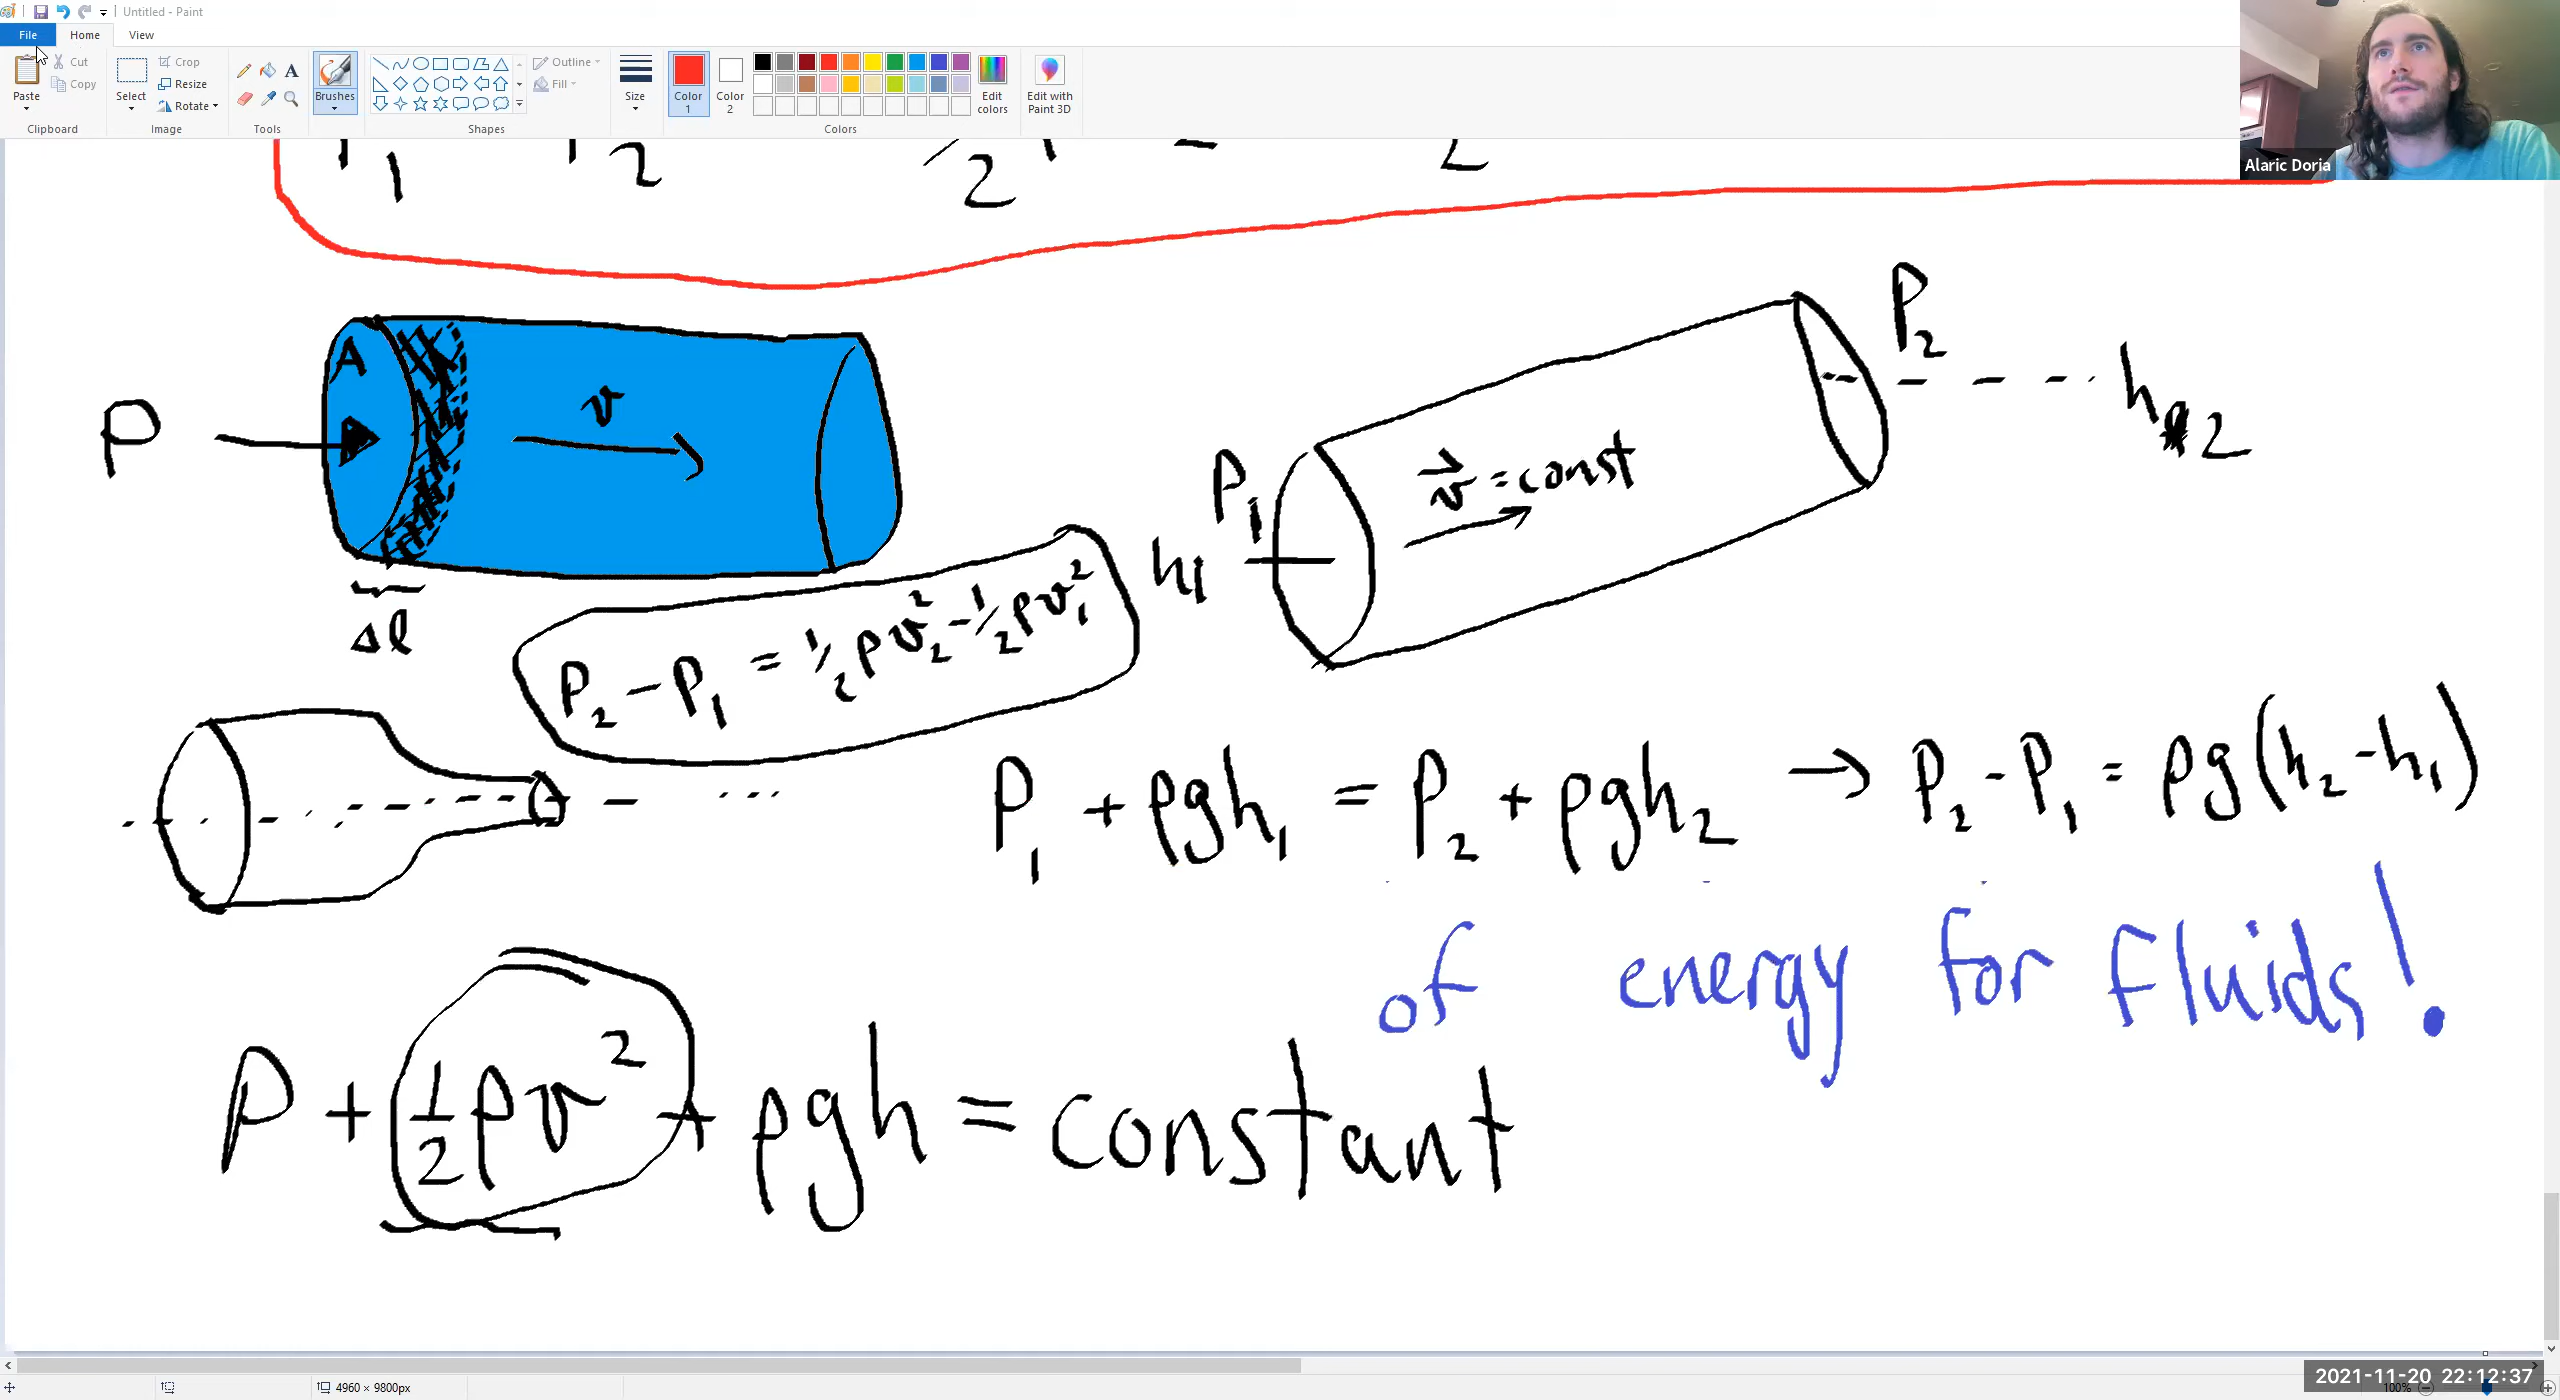 Untitled - Paint
File Home View
Paste Cut Copy Clipboard
Select Crop Resize Rotate Image
Tools
Brushes
Shapes
Outline Fill
Size
Color 1 Color 2
Edit colors
Colors
Edit with Paint 3D
Alaric Doria
P A v
Δl
P₁ P₂
h₁ h₂
v⃗ = const
P₂ - P₁ = ½ρv₂² - ½ρv₁²
P₁ + ρgh₁ = P₂ + ρgh₂ → P₂ - P₁ = ρg(h₂ - h₁)
of energy for fluids!
P + ½ρv² + ρgh = constant
4960 × 9800px
100%
2021-11-20 22:12:37